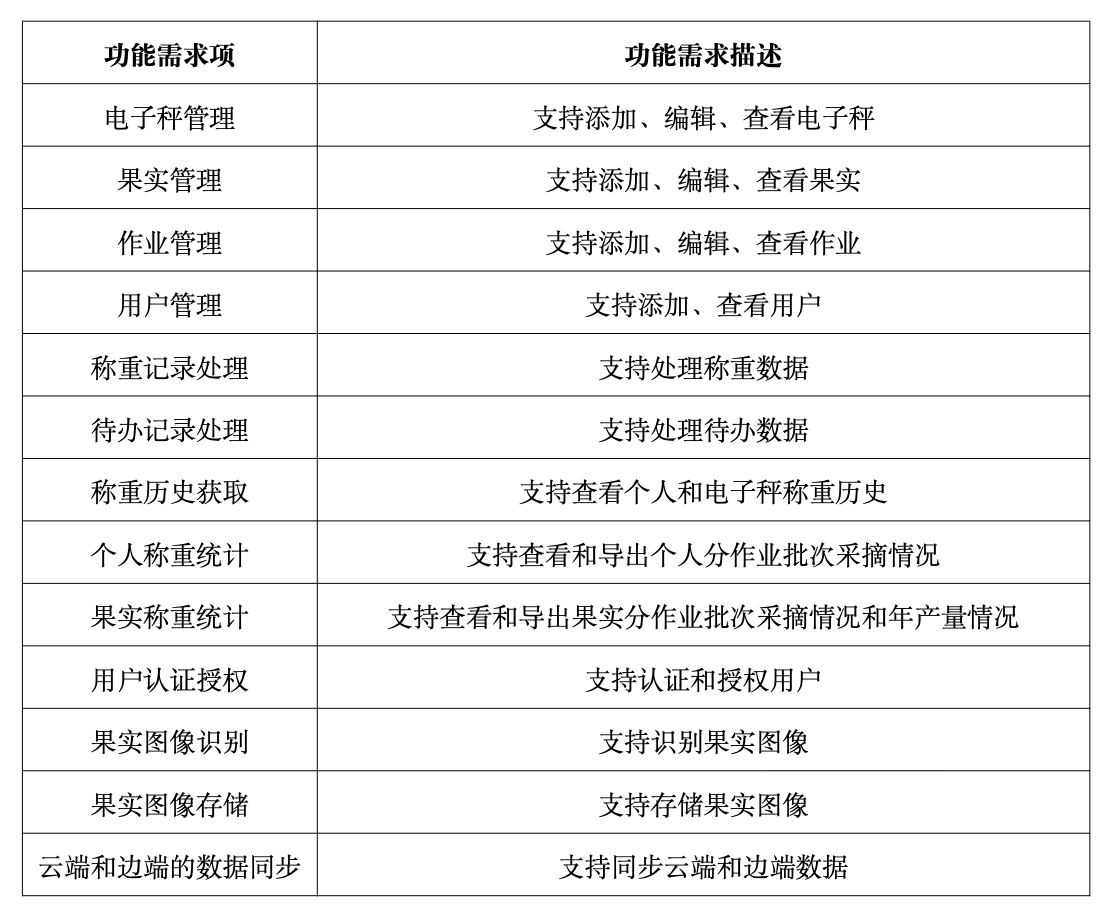 功能需求项 功能需求描述
电子秤管理 支持添加、编辑、查看电子秤
果实管理 支持添加、编辑、查看果实
作业管理 支持添加、编辑、查看作业
用户管理 支持添加、查看用户
称重记录处理 支持处理称重数据
待办记录处理 支持处理待办数据
称重历史获取 支持查看个人和电子秤称重历史
个人称重统计 支持查看和导出个人分作业批次采摘情况
果实称重统计 支持查看和导出果实分作业批次采摘情况和年产量情况
用户认证授权 支持认证和授权用户
果实图像识别 支持识别果实图像
果实图像存储 支持存储果实图像
云端和边端的数据同步 支持同步云端和边端数据